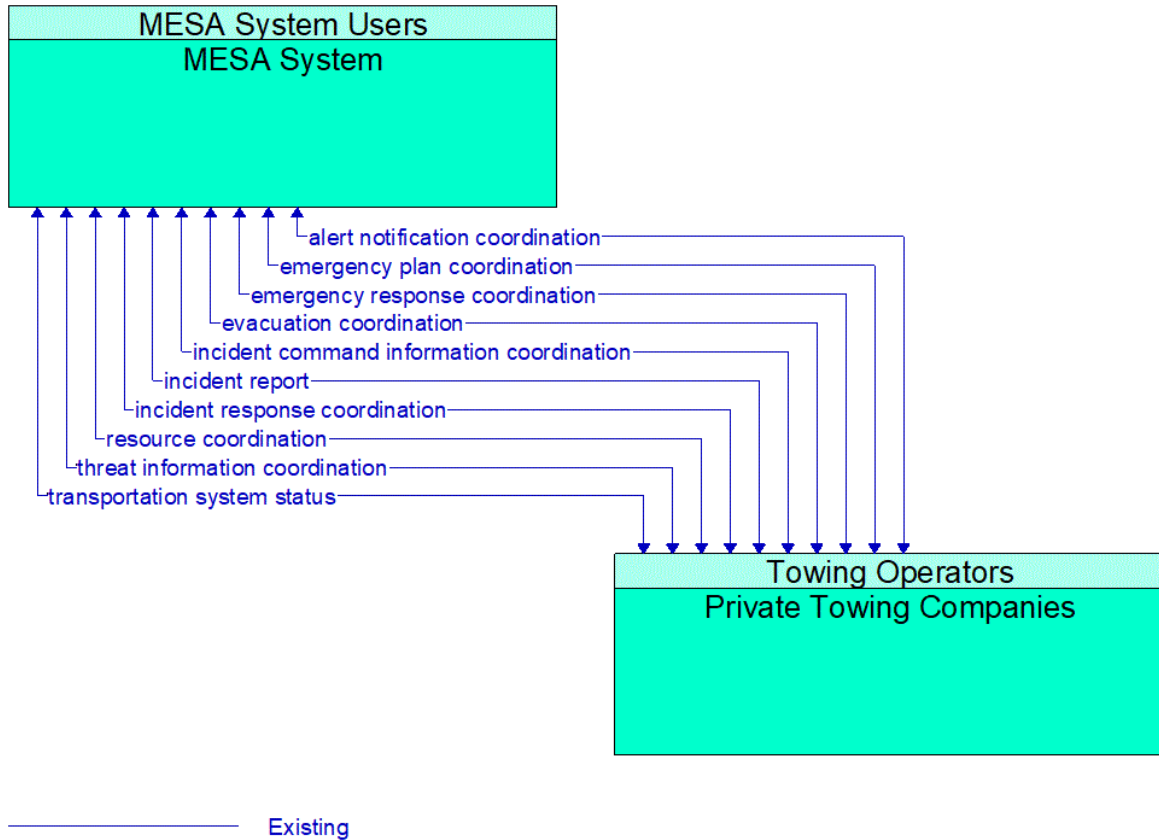 MESA System Users
MESA System
alert notification coordination
emergency plan coordination
emergency response coordination
evacuation coordination
incident command information coordination
incident report
incident response coordination
resource coordination
threat information coordination
transportation system status
Towing Operators
Private Towing Companies
Existing